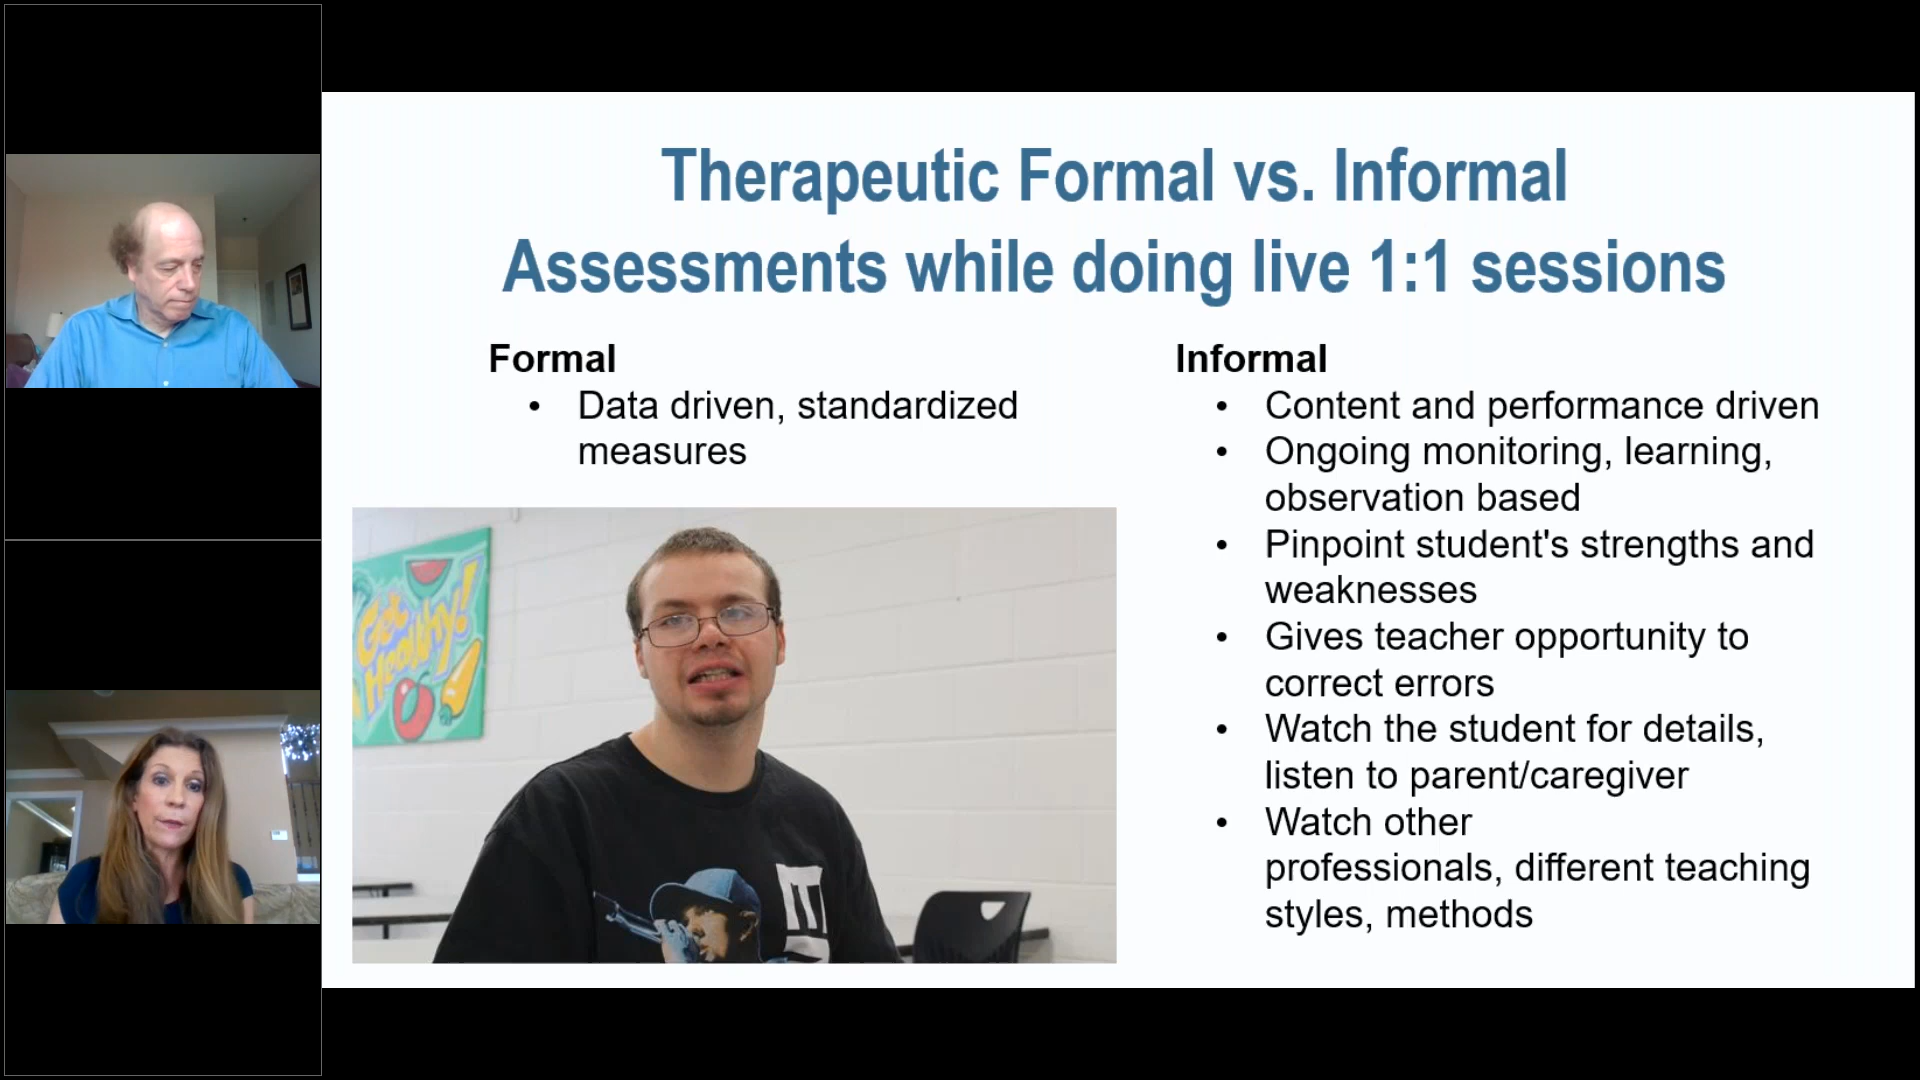 Therapeutic Formal vs. Informal
Assessments while doing live 1:1 sessions
Formal
• Data driven, standardized
measures
Informal
• Content and performance driven
• Ongoing monitoring, learning,
observation based
• Pinpoint student's strengths and
weaknesses
• Gives teacher opportunity to
correct errors
• Watch the student for details,
listen to parent/caregiver
• Watch other
professionals, different teaching
styles, methods
Get
Healthy!